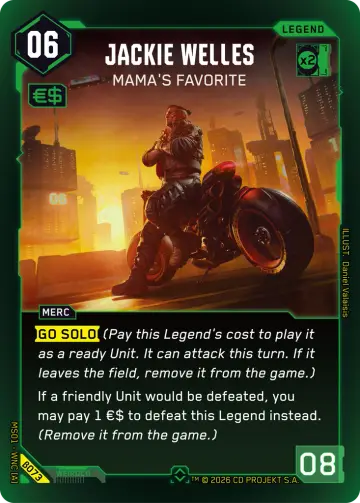 06
LEGEND
JACKIE WELLES
MAMA'S FAVORITE
x2
€$
ILLUST. Daniel Valaisis
MERC
GO SOLO (Pay this Legend's cost to play it
as a ready Unit. It can attack this turn. If it
leaves the field, remove it from the game.)
If a friendly Unit would be defeated, you
may pay 1 €$ to defeat this Legend instead.
(Remove it from the game.)
08
™ © 2026 CD PROJEKT S.A.